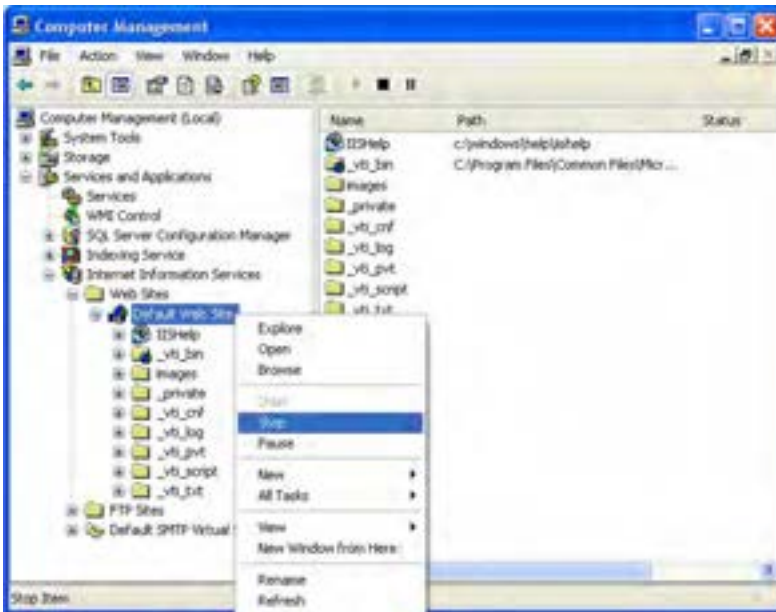 Computer Management
File Action View Window Help
Computer Management (Local)
System Tools
Storage
Services and Applications
Services
WMI Control
SQL Server Configuration Manager
Indexing Service
Internet Information Services
Web Sites
Default Web Site
IISHelp
_vti_bin
images
_private
_vti_cnf
_vti_log
_vti_pvt
_vti_script
_vti_txt
FTP Sites
Default SMTP Virtual
Name Path Status
IISHelp c:\windows\help\iishelp
_vti_bin C:\Program Files\Common Files\Micr...
images
_private
_vti_cnf
_vti_log
_vti_pvt
_vti_script
_vti_txt
Explore
Open
Browse
Start
Stop
Pause
New
All Tasks
View
New Window from Here
Rename
Refresh
Stop Item